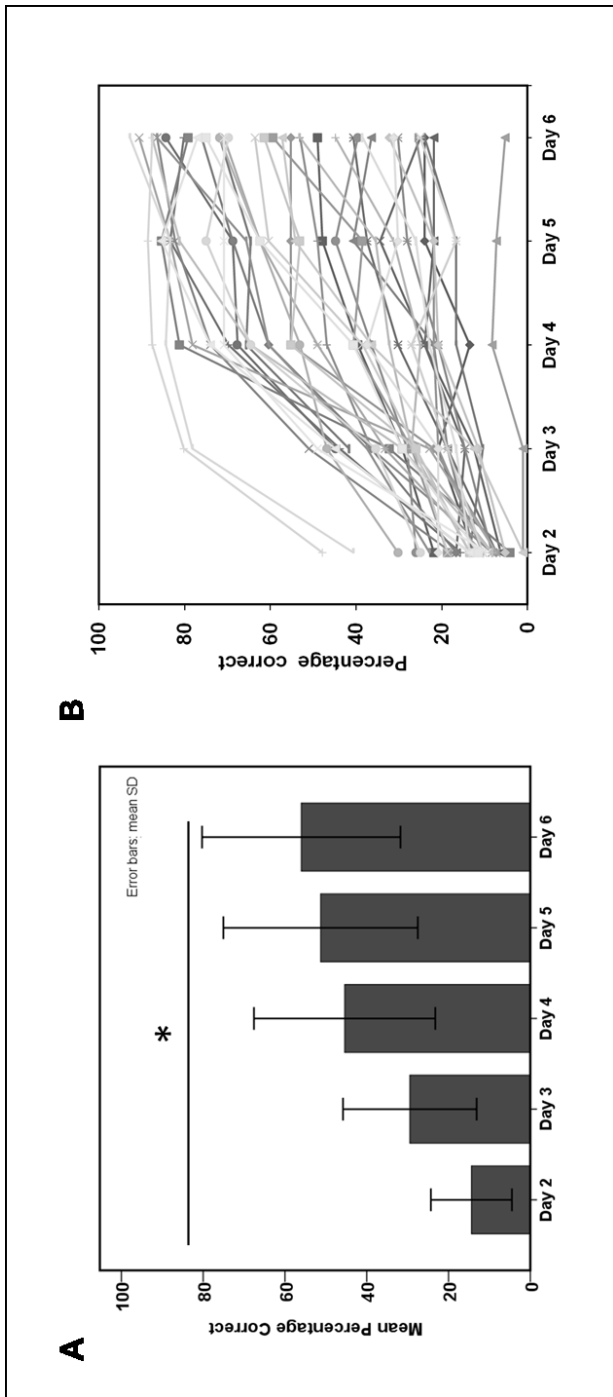 A
Mean Percentage Correct
100
80
60
40
20
0
Error bars: mean SD
*
Day 2
Day 3
Day 4
Day 5
Day 6
B
Percentage correct
100
80
60
40
20
0
Day 2
Day 3
Day 4
Day 5
Day 6